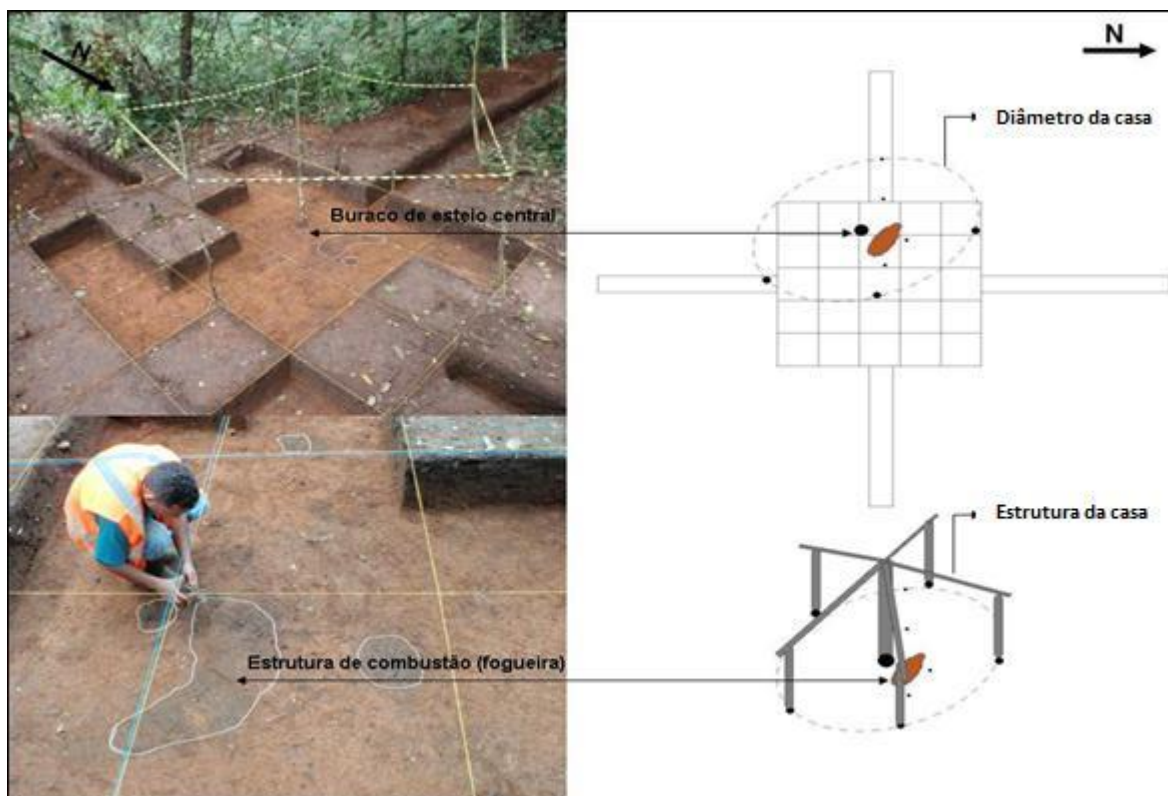 N
N
Diâmetro da casa
Buraco de esteio central
Estrutura da casa
Estrutura de combustão (fogueira)